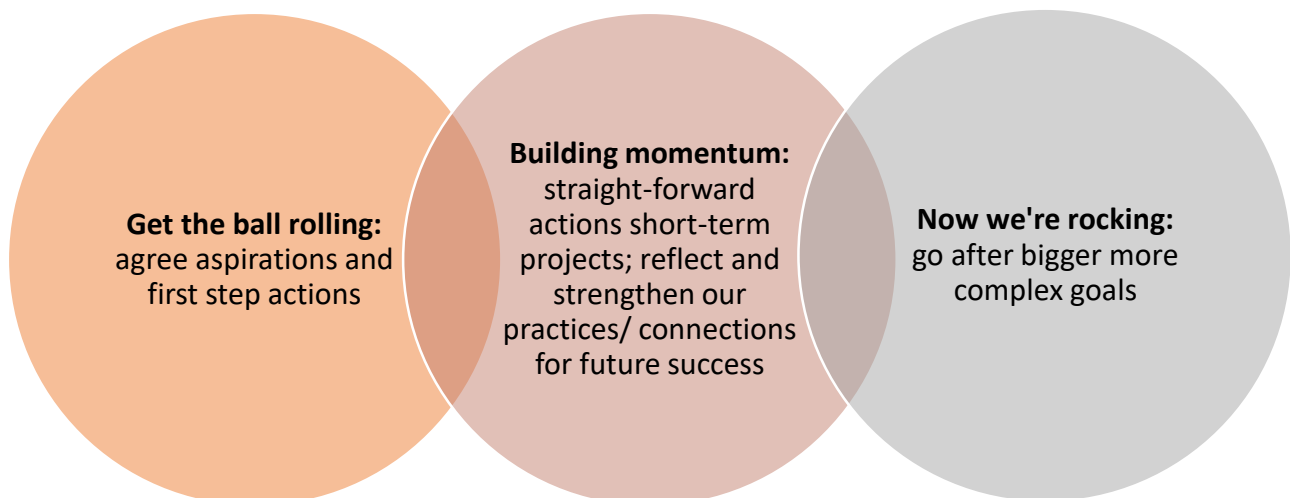 Get the ball rolling:
agree aspirations and
first step actions
Building momentum:
straight-forward
actions short-term
projects; reflect and
strengthen our
practices/ connections
for future success
Now we're rocking:
go after bigger more
complex goals